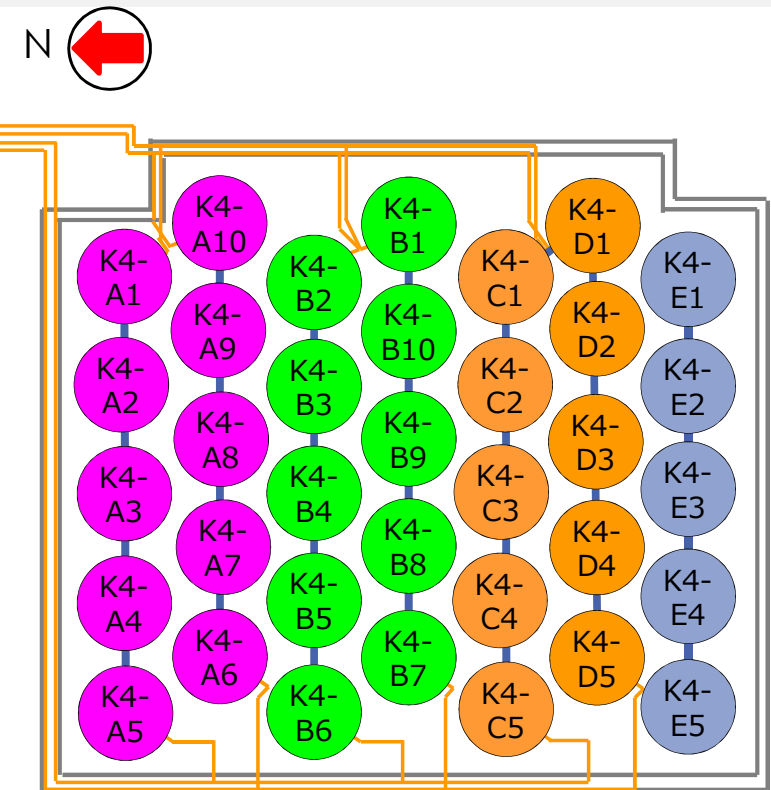 N
K4-
A10
K4-
A1
K4-
A9
K4-
A2
K4-
A8
K4-
A3
K4-
A7
K4-
A4
K4-
A6
K4-
A5
K4-
B1
K4-
B2
K4-
B10
K4-
B3
K4-
B9
K4-
B4
K4-
B8
K4-
B5
K4-
B7
K4-
B6
K4-
D1
K4-
C1
K4-
D2
K4-
C2
K4-
D3
K4-
C3
K4-
D4
K4-
C4
K4-
D5
K4-
C5
K4-
E1
K4-
E2
K4-
E3
K4-
E4
K4-
E5